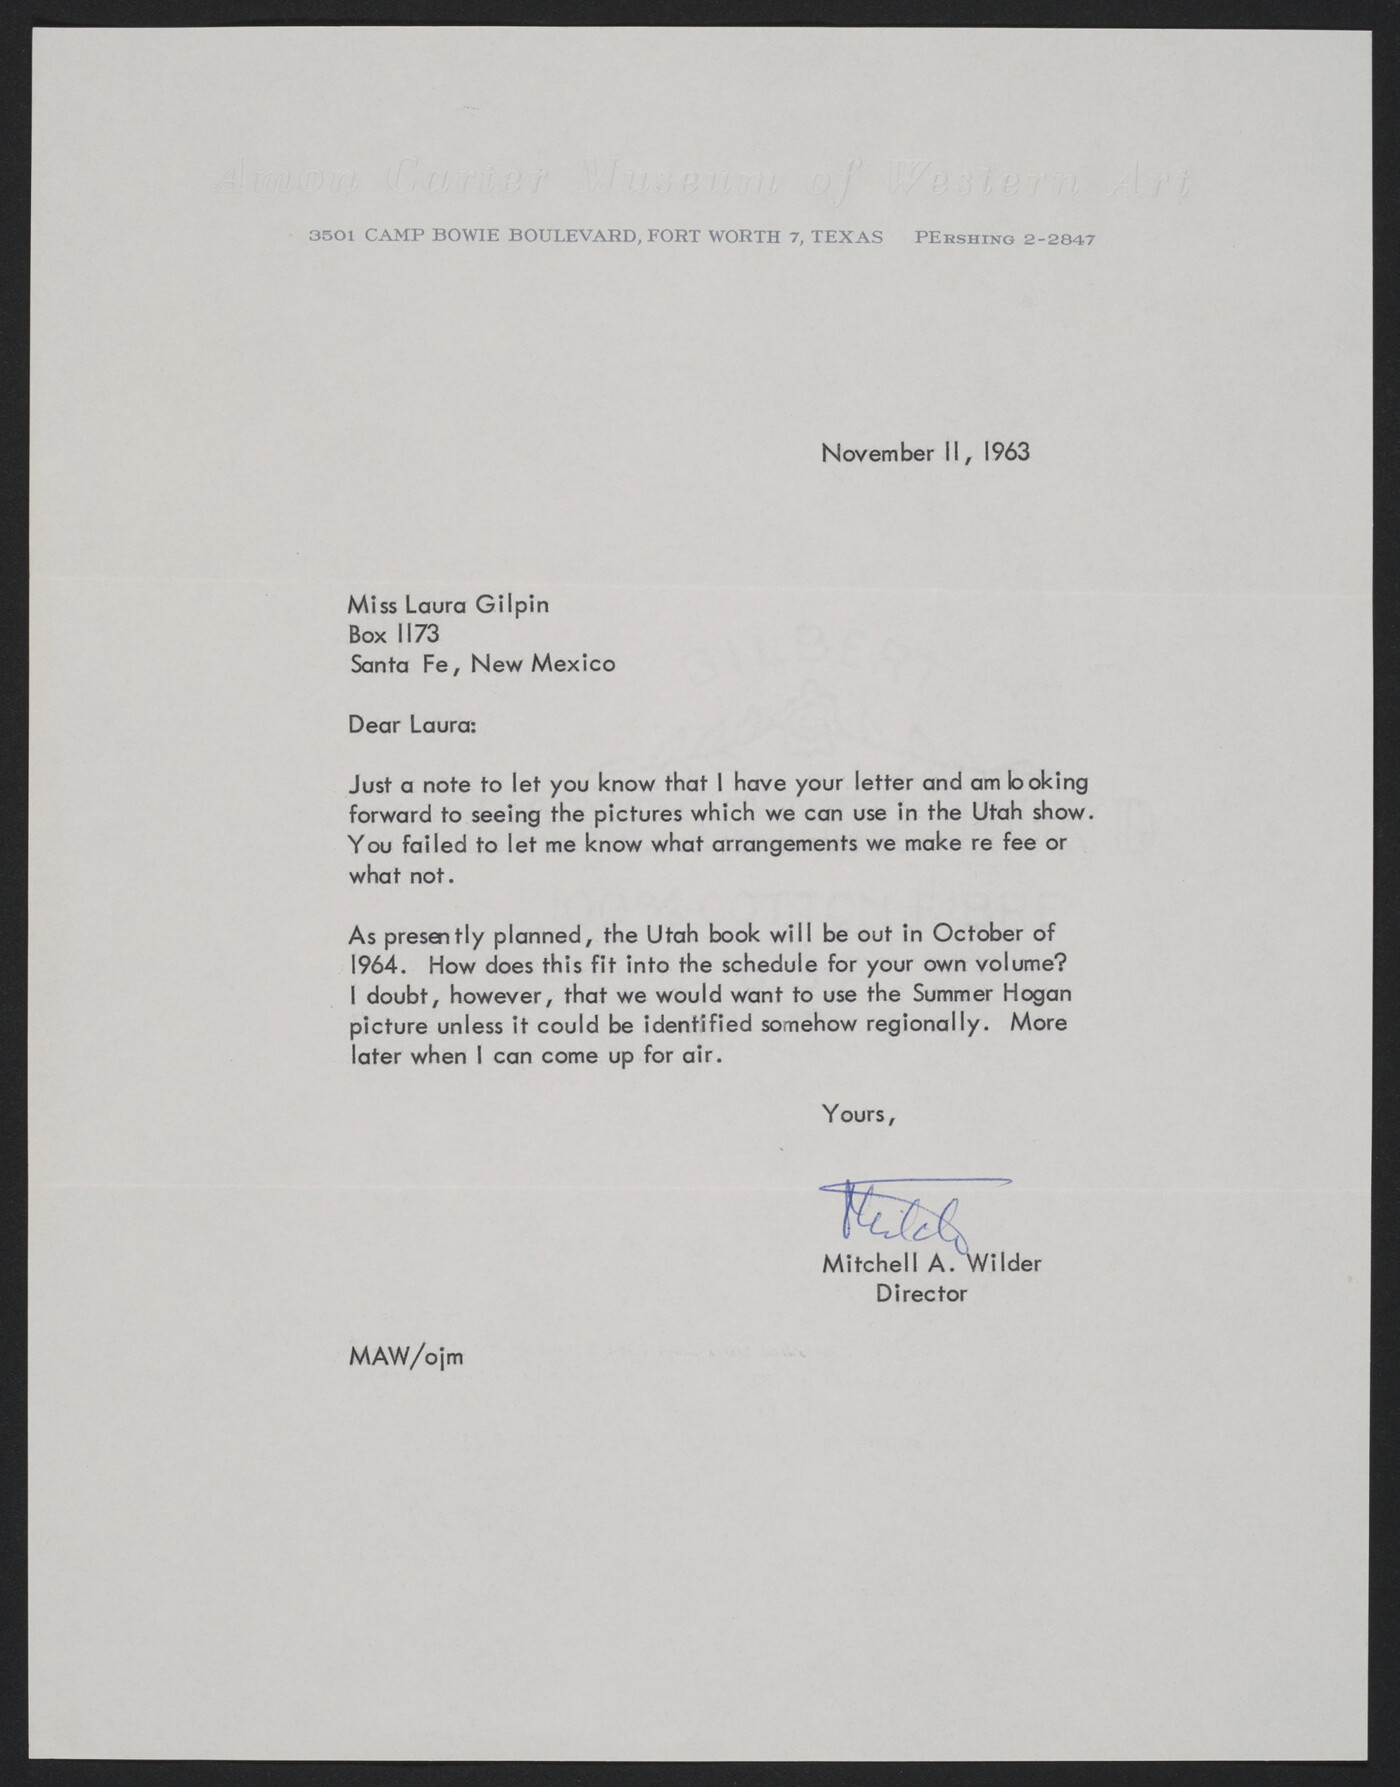 Amon Carter Museum of Western Art
3501 CAMP BOWIE BOULEVARD, FORT WORTH 7, TEXAS PERSHING 2-2847
November 11, 1963
Miss Laura Gilpin
Box 1173
Santa Fe, New Mexico
Dear Laura:
Just a note to let you know that I have your letter and am looking
forward to seeing the pictures which we can use in the Utah show.
You failed to let me know what arrangements we make re fee or
what not.
As presently planned, the Utah book will be out in October of
1964. How does this fit into the schedule for your own volume?
I doubt, however, that we would want to use the Summer Hogan
picture unless it could be identified somehow regionally. More
later when I can come up for air.
Yours,
Mitch
Mitchell A. Wilder
Director
MAW/ojm